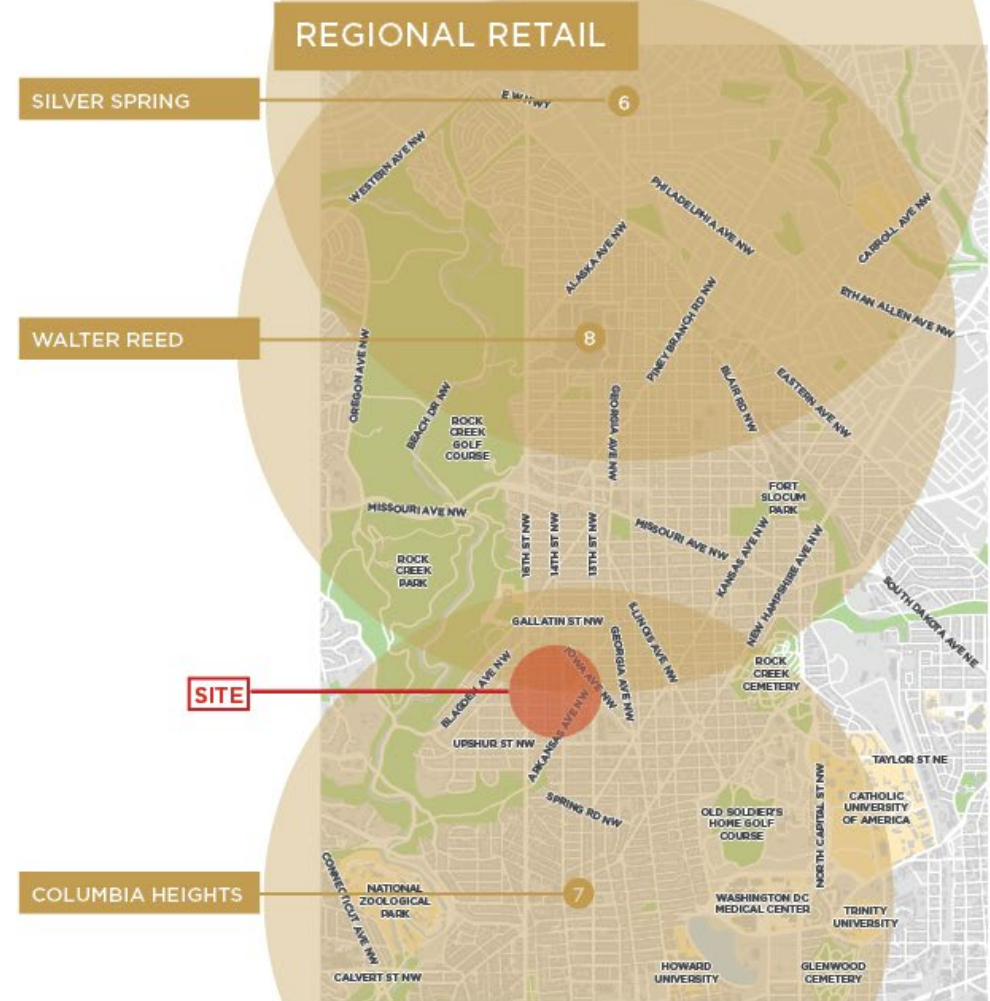 REGIONAL RETAIL
SILVER SPRING
6
E W HWY
WESTERN AVE NW
PHILADELPHIA AVE NW
CARROLL AVE NW
ALASKA AVE NW
PINEY BRANCH RD NW
ETHAN ALLEN AVE NW
WALTER REED
8
OREGON AVE NW
BEACH DR NW
ROCK
CREEK
GOLF
COURSE
GEORGIA AVE NW
BLAIR RD NW
EASTERN AVE NW
FORT
SLOCUM
PARK
MISSOURI AVE NW
16TH ST NW
14TH ST NW
13TH ST NW
MISSOURI AVE NW
KANSAS AVE NW
NEW HAMPSHIRE AVE NW
ROCK
CREEK
PARK
SOUTH DAKOTA AVE NE
GALLATIN ST NW
ILLINOIS AVE NW
GEORGIA AVE NW
IOWA AVE NW
BLAGDEN AVE NW
ROCK
CREEK
CEMETERY
SITE
UPSHUR ST NW
ARKANSAS AVE NW
TAYLOR ST NE
SPRING RD NW
OLD SOLDIER'S
HOME GOLF
COURSE
NORTH CAPITAL ST NW
CATHOLIC
UNIVERSITY
OF AMERICA
CONNECTICUT AVE NW
COLUMBIA HEIGHTS
7
NATIONAL
ZOOLOGICAL
PARK
WASHINGTON DC
MEDICAL CENTER
TRINITY
UNIVERSITY
CALVERT ST NW
HOWARD
UNIVERSITY
GLENWOOD
CEMETERY